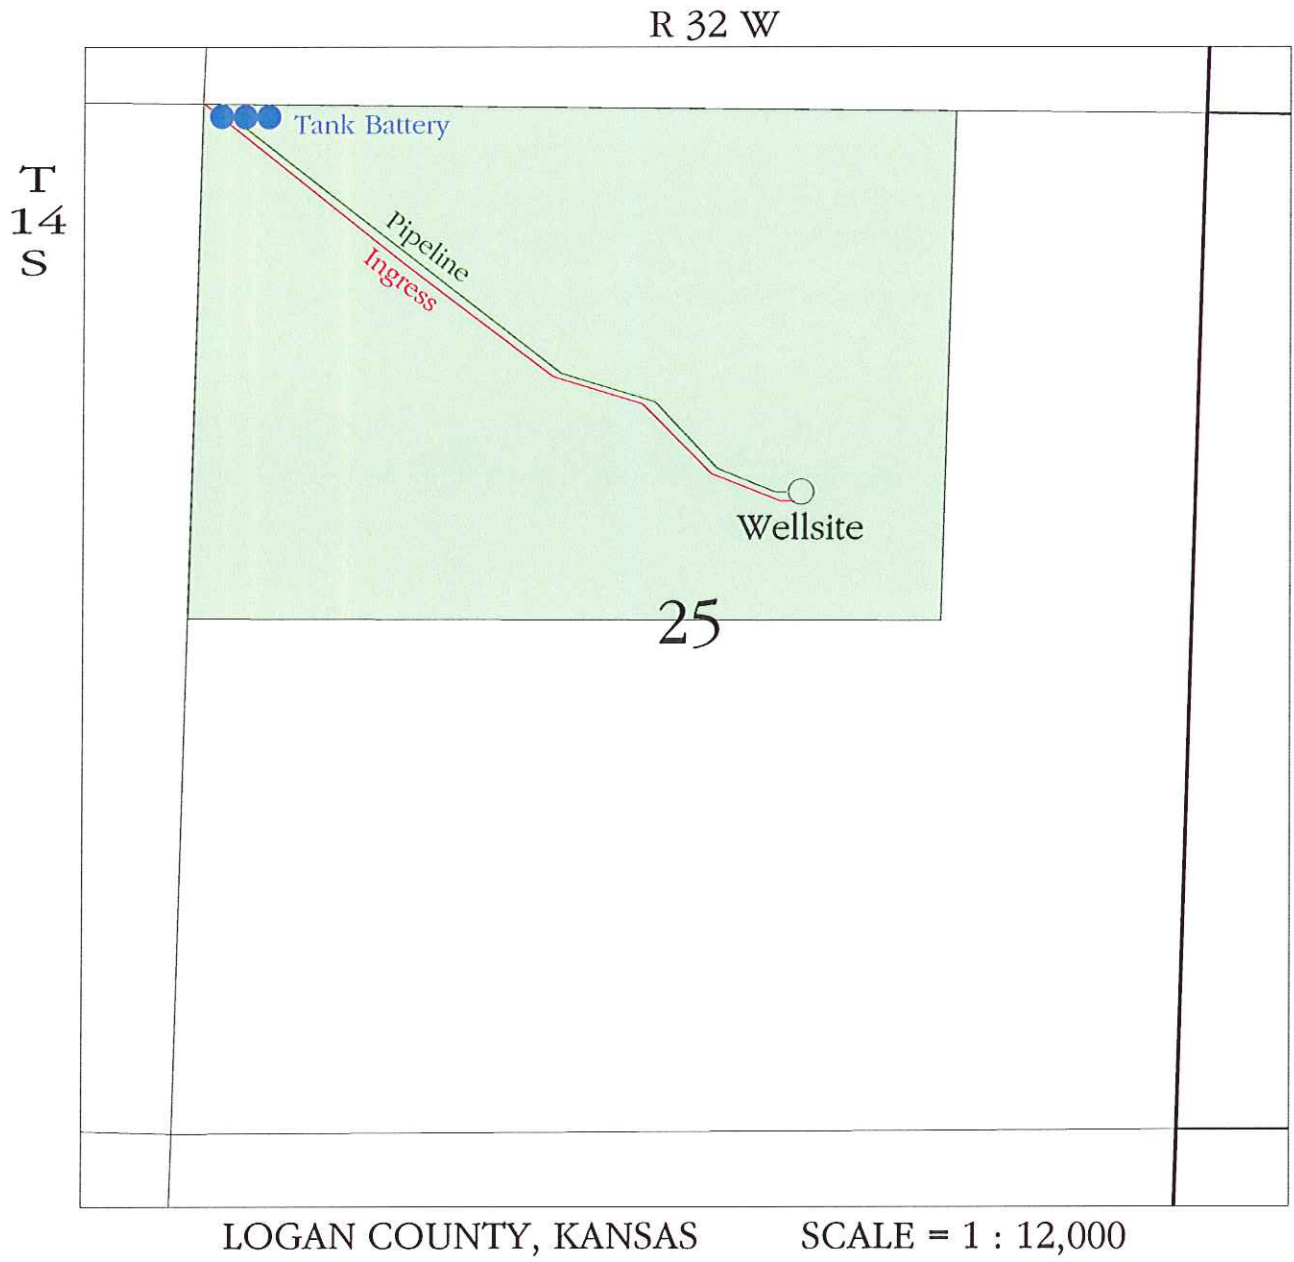 R 32 W
Tank Battery
T
14
S
Pipeline
Ingress
Wellsite
25
LOGAN COUNTY, KANSAS
SCALE = 1 : 12,000